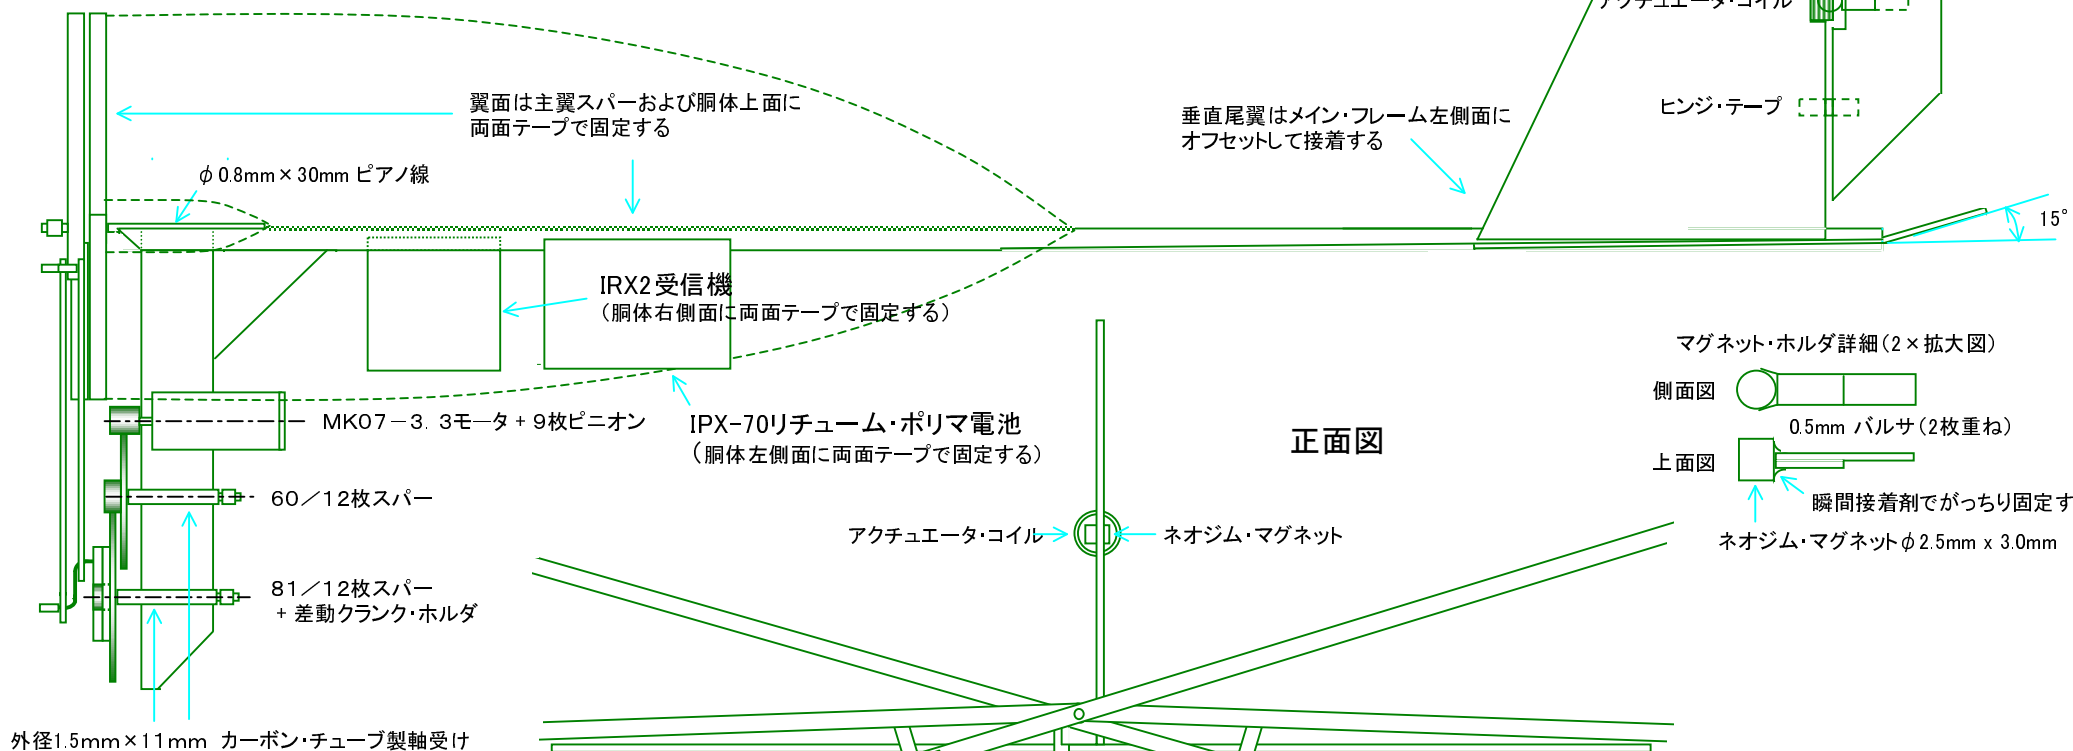 アクチュエータ・コイル
翼面は主翼スパーおよび胴体上面に
両面テープで固定する
垂直尾翼はメイン・フレーム左側面に
オフセットして接着する
ヒンジ・テープ
φ0.8mm×30mm ピアノ線
15°
IRX2受信機
(胴体右側面に両面テープで固定する)
マグネット・ホルダ詳細(2×拡大図)
側面図
0.5mm バルサ(2枚重ね)
上面図
瞬間接着剤でがっちり固定す
ネオジム・マグネットφ2.5mm x 3.0mm
MK07-3.3モータ + 9枚ピニオン
IPX-70リチューム・ポリマ電池
(胴体左側面に両面テープで固定する)
正面図
60/12枚スパー
アクチュエータ・コイル
ネオジム・マグネット
81/12枚スパー
+ 差動クランク・ホルダ
外径1.5mm×11mm カーボン・チューブ製軸受け